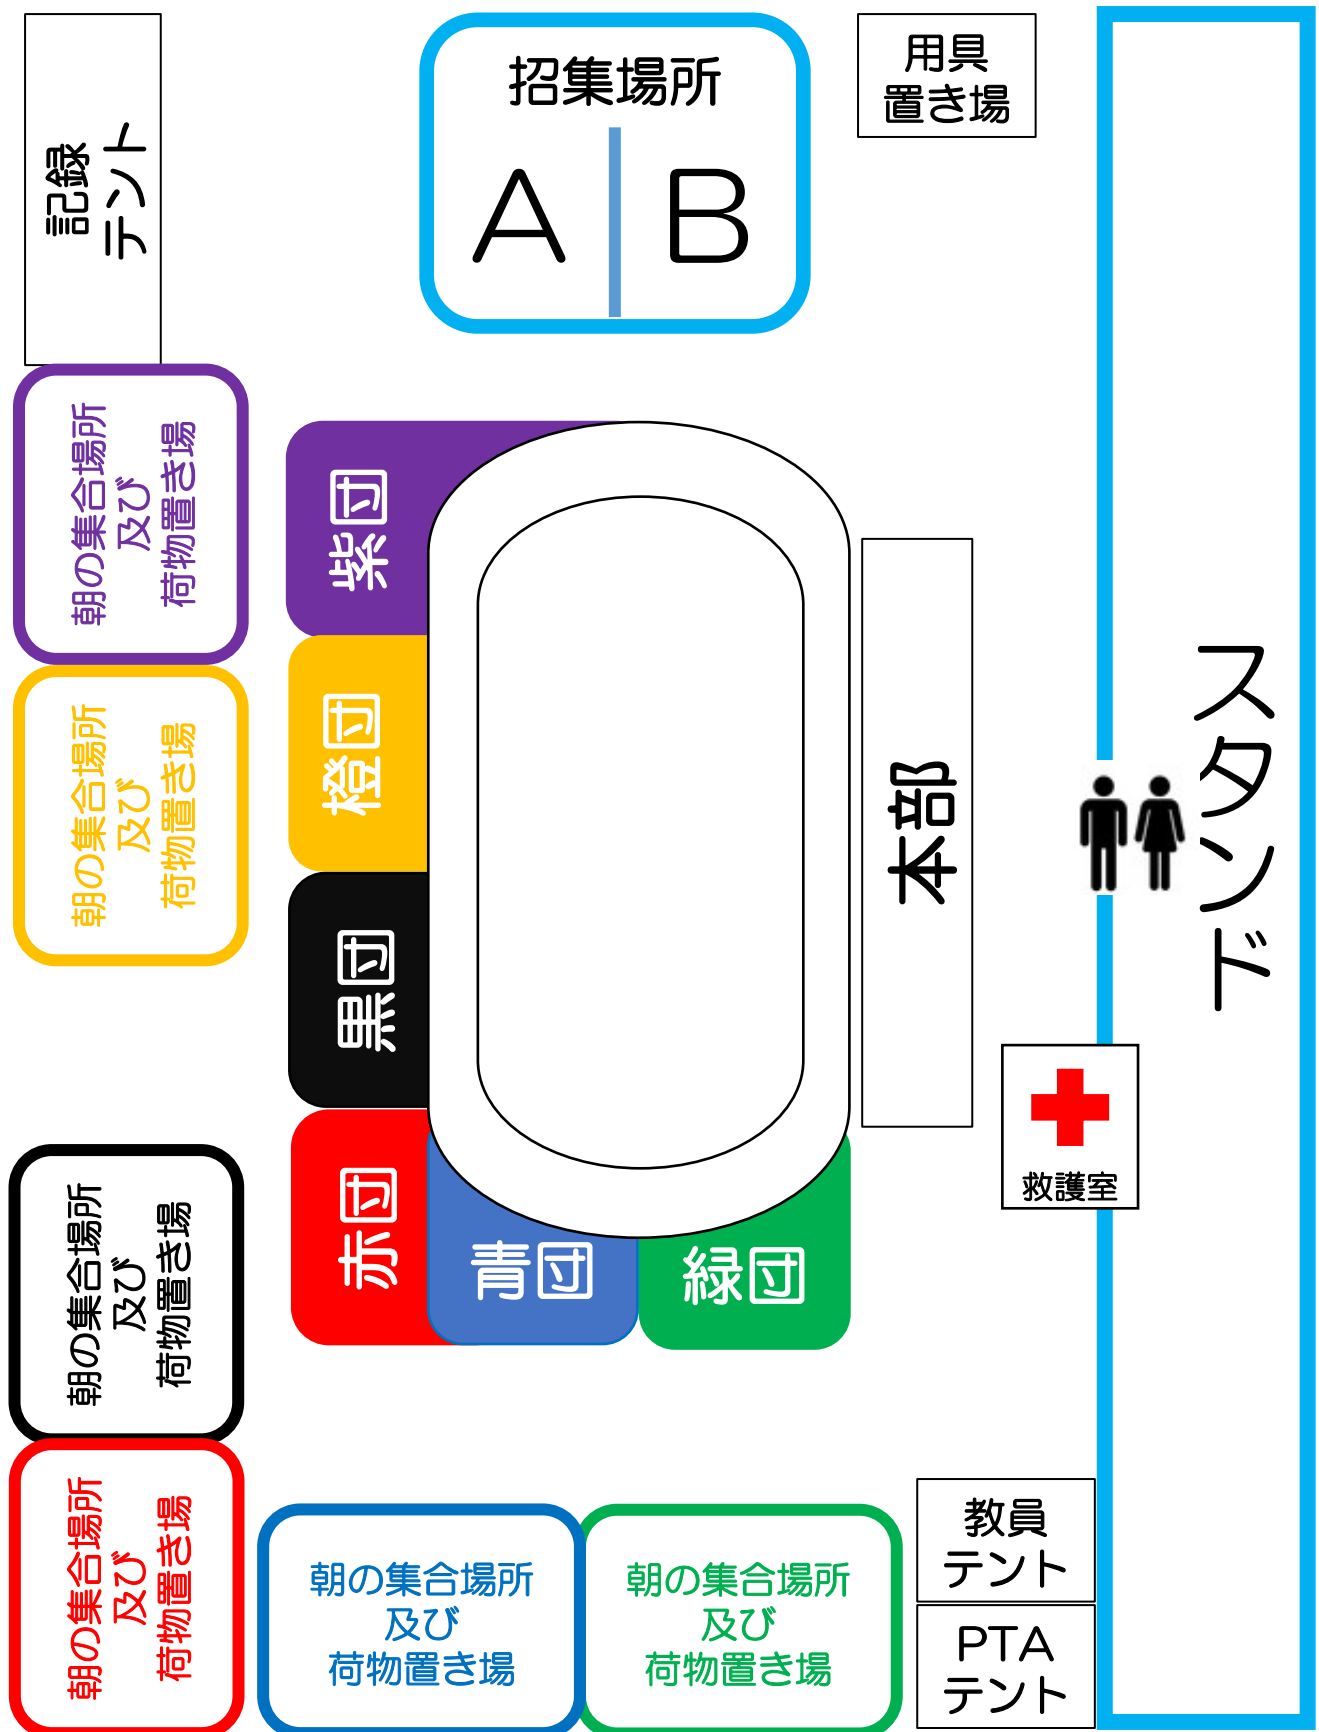 招集場所
A
B
用具
置き場
記録
テント
朝の集合場所
及び
荷物置き場
紫団
朝の集合場所
及び
荷物置き場
橙団
黒団
本部
スタンド
救護室
朝の集合場所
及び
荷物置き場
赤団
青団
緑団
朝の集合場所
及び
荷物置き場
朝の集合場所
及び
荷物置き場
朝の集合場所
及び
荷物置き場
教員
テント
PTA
テント